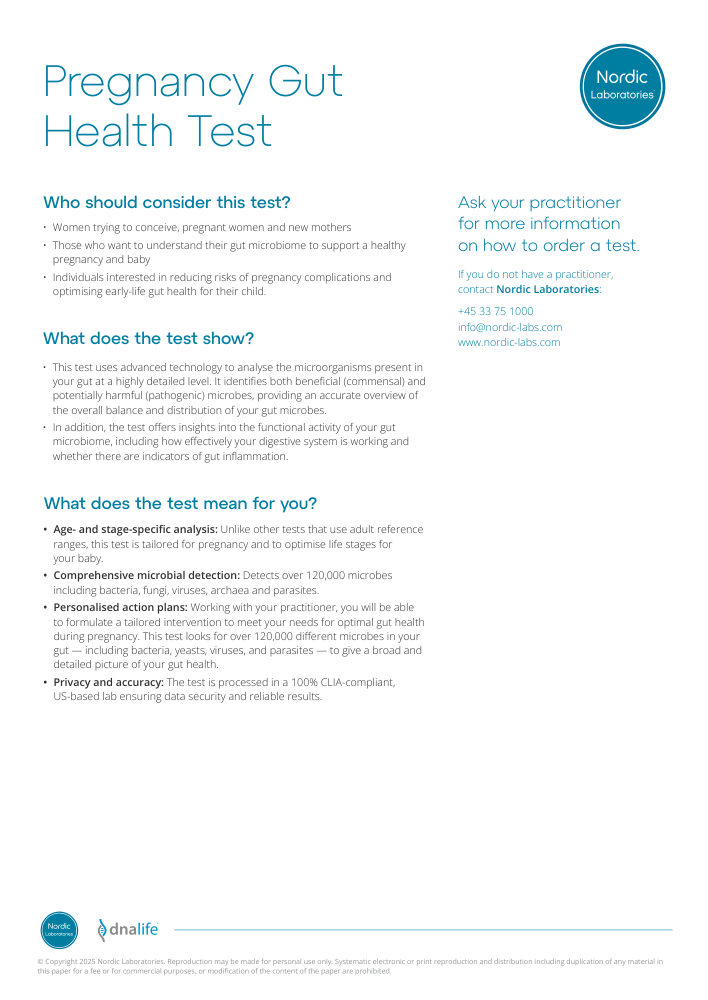 Pregnancy Gut
Health Test
Nordic
Laboratories
Who should consider this test?
• Women trying to conceive, pregnant women and new mothers
• Those who want to understand their gut microbiome to support a healthy
pregnancy and baby
• Individuals interested in reducing risks of pregnancy complications and
optimising early-life gut health for their child.
What does the test show?
• This test uses advanced technology to analyse the microorganisms present in
your gut at a highly detailed level. It identifies both beneficial (commensal) and
potentially harmful (pathogenic) microbes, providing an accurate overview of
the overall balance and distribution of your gut microbes.
• In addition, the test offers insights into the functional activity of your gut
microbiome, including how effectively your digestive system is working and
whether there are indicators of gut inflammation.
What does the test mean for you?
• Age- and stage-specific analysis: Unlike other tests that use adult reference
ranges, this test is tailored for pregnancy and to optimise life stages for
your baby.
• Comprehensive microbial detection: Detects over 120,000 microbes
including bacteria, fungi, viruses, archaea and parasites.
• Personalised action plans: Working with your practitioner, you will be able
to formulate a tailored intervention to meet your needs for optimal gut health
during pregnancy. This test looks for over 120,000 different microbes in your
gut — including bacteria, yeasts, viruses, and parasites — to give a broad and
detailed picture of your gut health.
• Privacy and accuracy: The test is processed in a 100% CLIA-compliant,
US-based lab ensuring data security and reliable results.
Ask your practitioner
for more information
on how to order a test.
If you do not have a practitioner,
contact Nordic Laboratories:
+45 33 75 1000
info@nordic-labs.com
www.nordic-labs.com
Nordic
Laboratories
dnalife
© Copyright 2025 Nordic Laboratories. Reproduction may be made for personal use only. Systematic electronic or print reproduction and distribution including duplication of any material in
this paper for a fee or for commercial purposes, or modification of the content of the paper are prohibited.